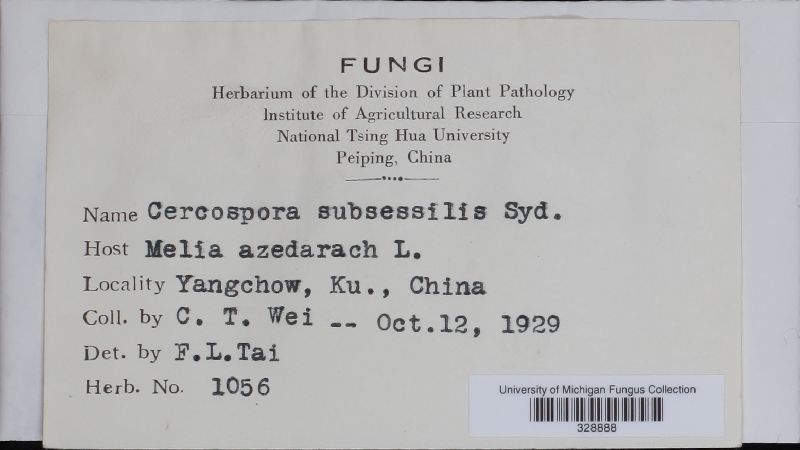 FUNGI
Herbarium of the Division of Plant Pathology
Institute of Agricultural Research
National Tsing Hua University
Peiping, China
Name Cercospora subsessilis Syd.
Host Melia azedarach L.
Locality Yangchow, Ku., China
Coll. by C. T. Wei -- Oct.12, 1929
Det. by F.L.Tai
Herb. No. 1056
University of Michigan Fungus Collection
328888